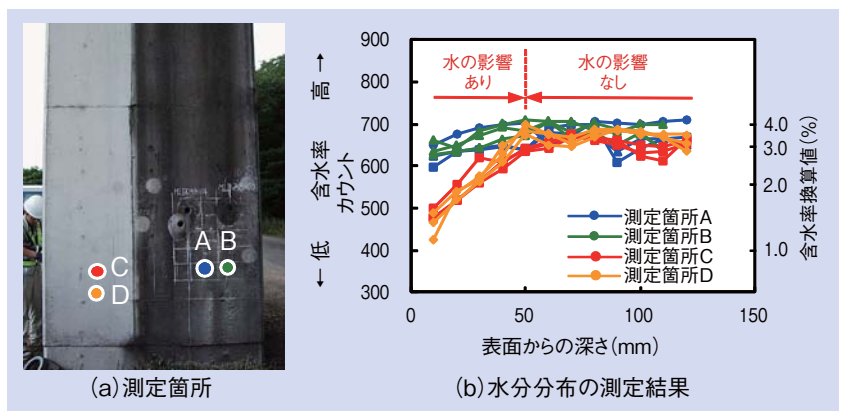 A
B
C
D
(a)測定箇所
900
800
700
600
500
400
300
高→
含水率
カウント
←低
水の影響
あり
水の影響
なし
4.0
3.0
2.0
1.0
含水率換算値(%)
測定箇所A
測定箇所B
測定箇所C
測定箇所D
0
50
100
150
表面からの深さ(mm)
(b)水分分布の測定結果